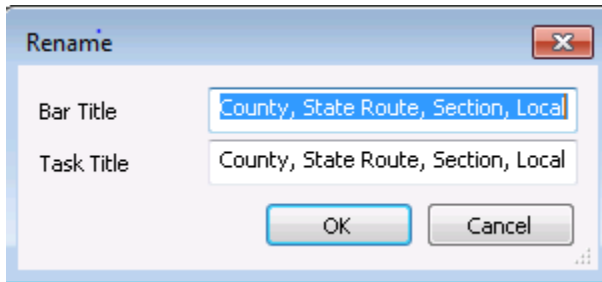 Rename
Bar Title County, State Route, Section, Local
Task Title County, State Route, Section, Local
OK Cancel